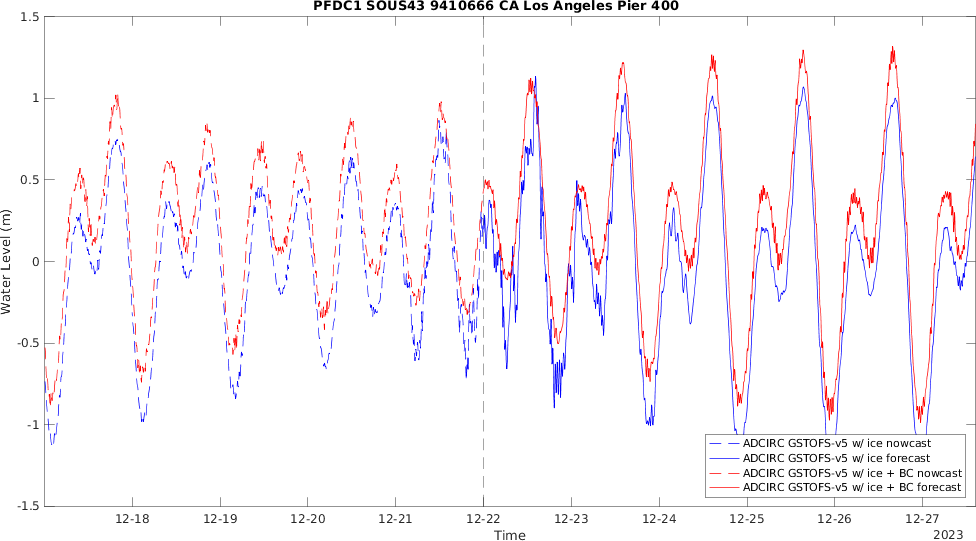 PFDC1 SOUS43 9410666 CA Los Angeles Pier 400
1.5
1
0.5
0
-0.5
-1
-1.5
Water Level (m)
ADCIRC GSTOFS-v5 w/ ice nowcast
ADCIRC GSTOFS-v5 w/ ice forecast
ADCIRC GSTOFS-v5 w/ ice + BC nowcast
ADCIRC GSTOFS-v5 w/ ice + BC forecast
12-18 12-19 12-20 12-21 12-22 12-23 12-24 12-25 12-26 12-27
Time
2023